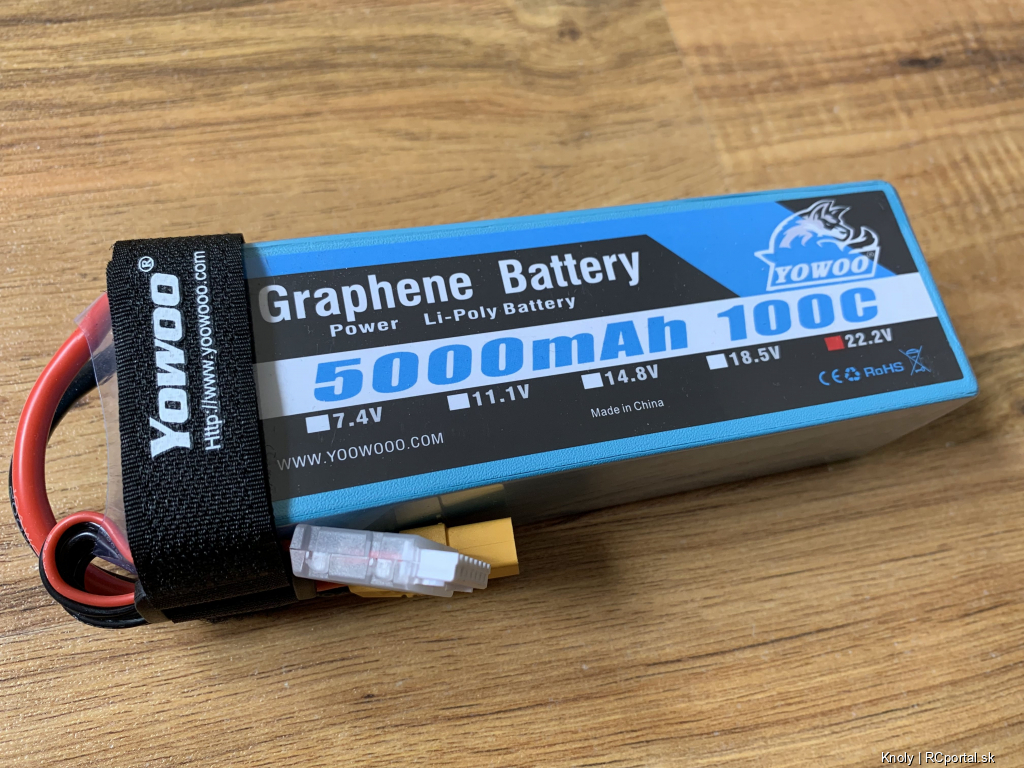 Yowoo®
Http://www.yoowooo.com
Graphene Battery
Power Li-Poly Battery
YOWOO
5000mAh 100C
7.4V 11.1V 14.8V 18.5V 22.2V
Made in China
CE RoHS
WWW.YOOWOOO.COM
Knoly | RCportal.sk